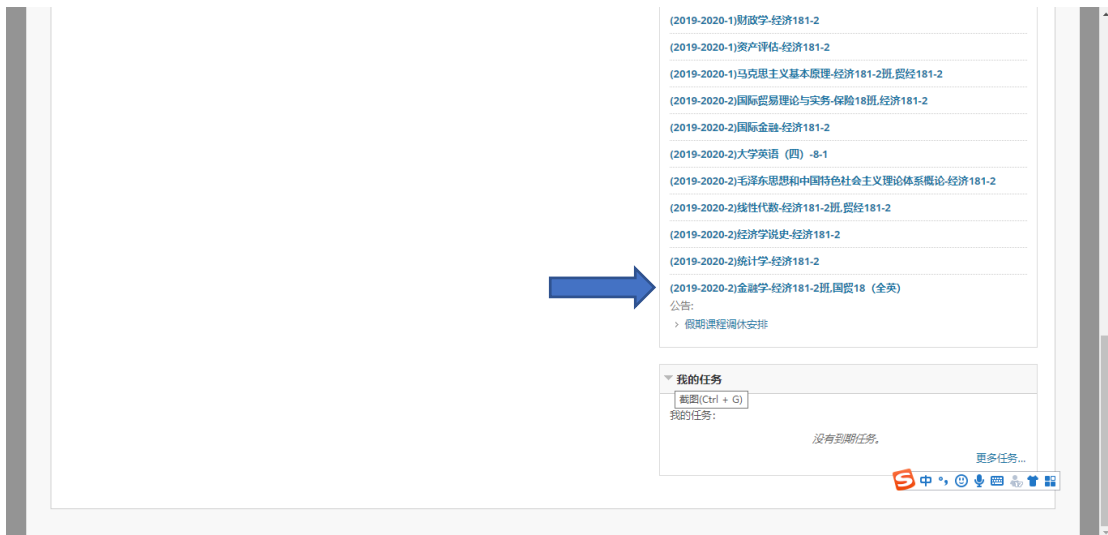 (2019-2020-1)财政学-经济181-2
(2019-2020-1)资产评估-经济181-2
(2019-2020-1)马克思主义基本原理-经济181-2班,贸经181-2
(2019-2020-2)国际贸易理论与实务-保险18班,经济181-2
(2019-2020-2)国际金融-经济181-2
(2019-2020-2)大学英语（四）-8-1
(2019-2020-2)毛泽东思想和中国特色社会主义理论体系概论-经济181-2
(2019-2020-2)线性代数-经济181-2班,贸经181-2
(2019-2020-2)经济学说史-经济181-2
(2019-2020-2)统计学-经济181-2
(2019-2020-2)金融学-经济181-2班,国贸18（全英）
公告:
› 假期课程调休安排
我的任务
截图(Ctrl + G)
我的任务:
没有到期任务。
更多任务...
中